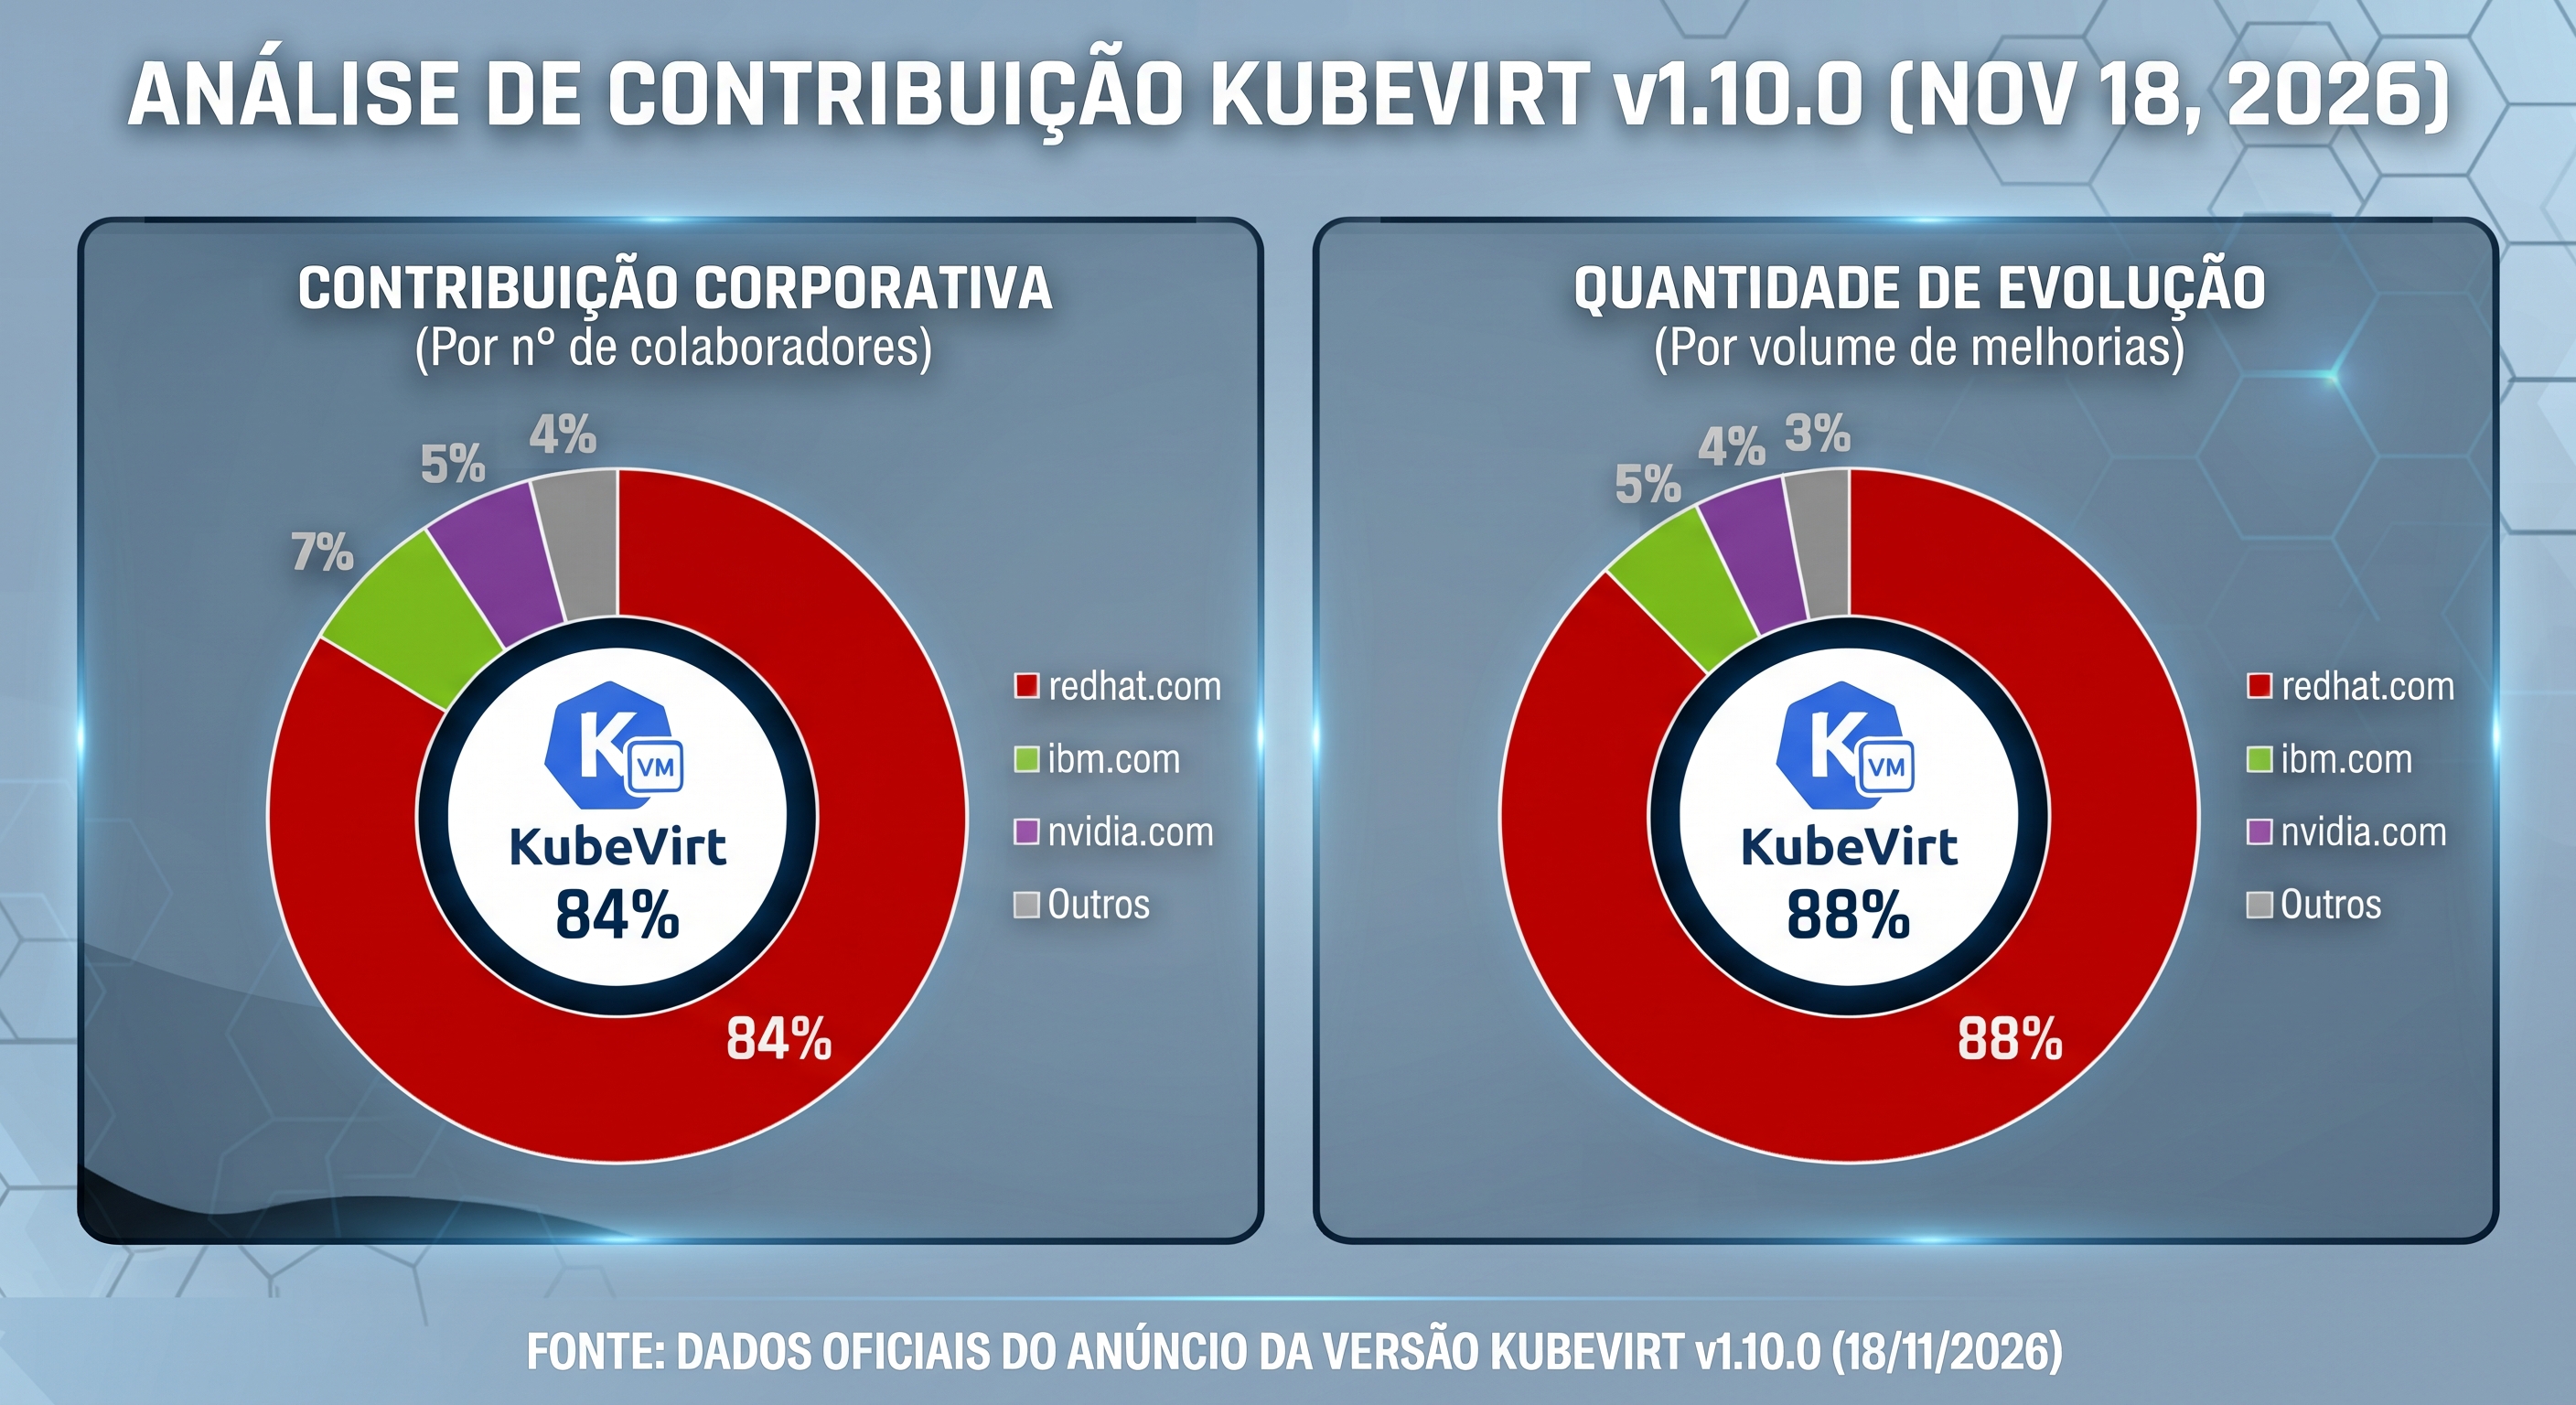 ANÁLISE DE CONTRIBUIÇÃO KUBEVIRT v1.10.0 (NOV 18, 2026)
CONTRIBUIÇÃO CORPORATIVA
(Por nº de colaboradores)
4%
5%
7%
K VM
KubeVirt
84%
84%
redhat.com
ibm.com
nvidia.com
Outros
QUANTIDADE DE EVOLUÇÃO
(Por volume de melhorias)
3%
4%
5%
K VM
KubeVirt
88%
88%
redhat.com
ibm.com
nvidia.com
Outros
FONTE: DADOS OFICIAIS DO ANÚNCIO DA VERSÃO KUBEVIRT v1.10.0 (18/11/2026)